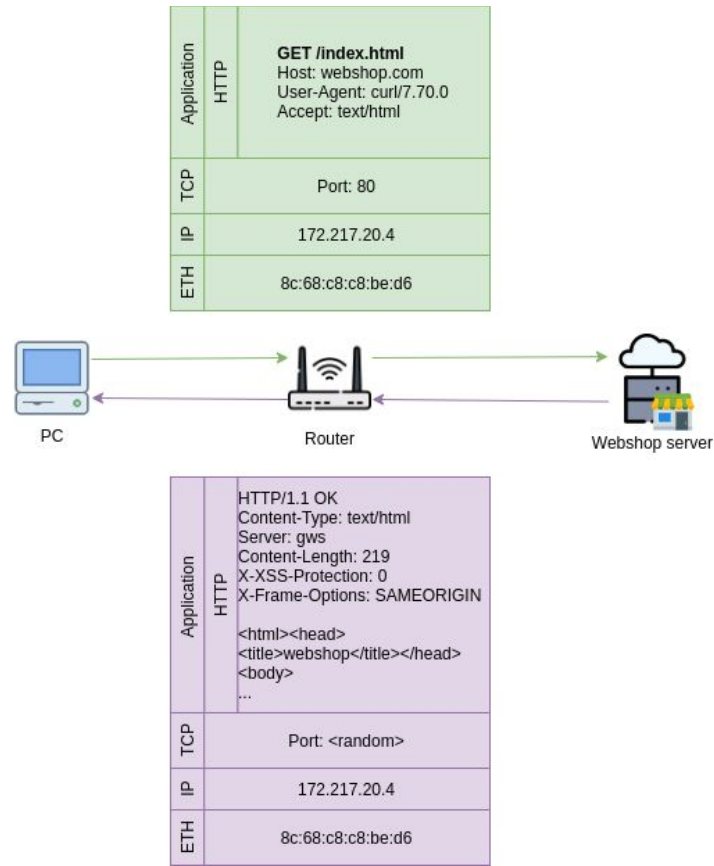 Application
HTTP
GET /index.html
Host: webshop.com
User-Agent: curl/7.70.0
Accept: text/html
TCP
Port: 80
IP
172.217.20.4
ETH
8c:68:c8:c8:be:d6
PC
Router
Webshop server
Application
HTTP
HTTP/1.1 OK
Content-Type: text/html
Server: gws
Content-Length: 219
X-XSS-Protection: 0
X-Frame-Options: SAMEORIGIN
<html><head>
<title>webshop</title></head>
<body>
...
TCP
Port: <random>
IP
172.217.20.4
ETH
8c:68:c8:c8:be:d6